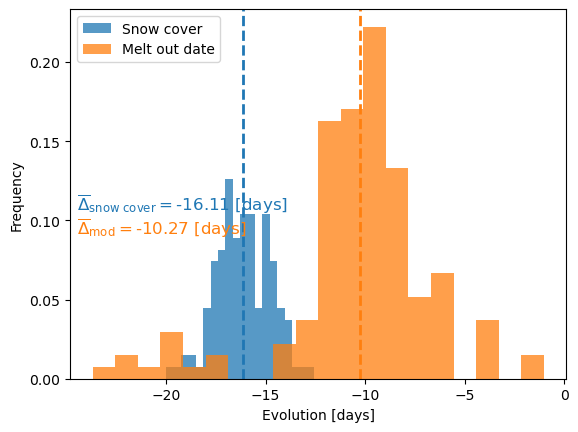 Snow cover
Melt out date
0.20
0.15
0.10
0.05
0.00
Frequency
Δ̅snow cover = -16.11 [days]
Δ̅mod = -10.27 [days]
−20
−15
−10
−5
0
Evolution [days]